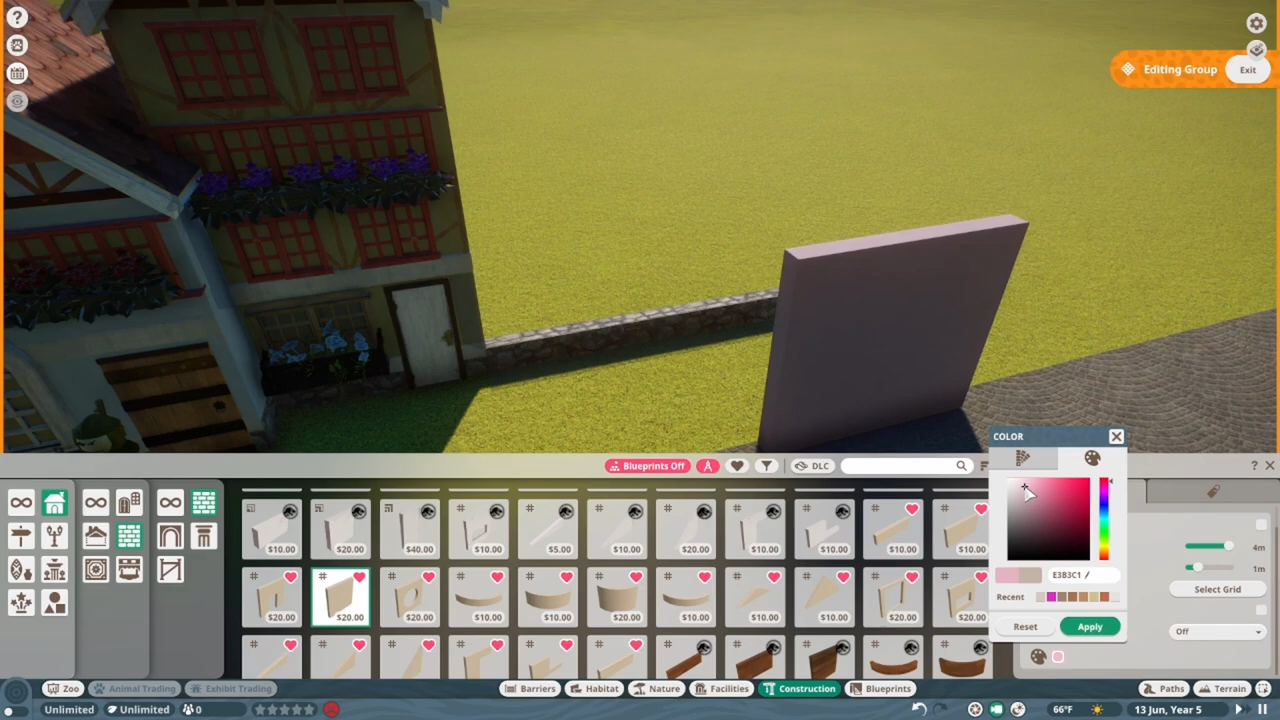 ?
Editing Group
Exit
Blueprints Off
DLC
? 
COLOR
$10.00 $20.00 $40.00 $10.00 $5.00 $10.00 $20.00 $10.00 $10.00 $10.00 $10.00
$20.00 $20.00 $20.00 $10.00 $10.00 $10.00 $10.00 $10.00 $10.00 $20.00 $20.00
4m
1m
E3B3C1 /
Select Grid
Recent
Reset
Apply
Off
Zoo
Animal Trading
Exhibit Trading
Barriers
Habitat
Nature
Facilities
Construction
Blueprints
Paths
Terrain
Unlimited
Unlimited
0
66°F
13 Jun, Year 5